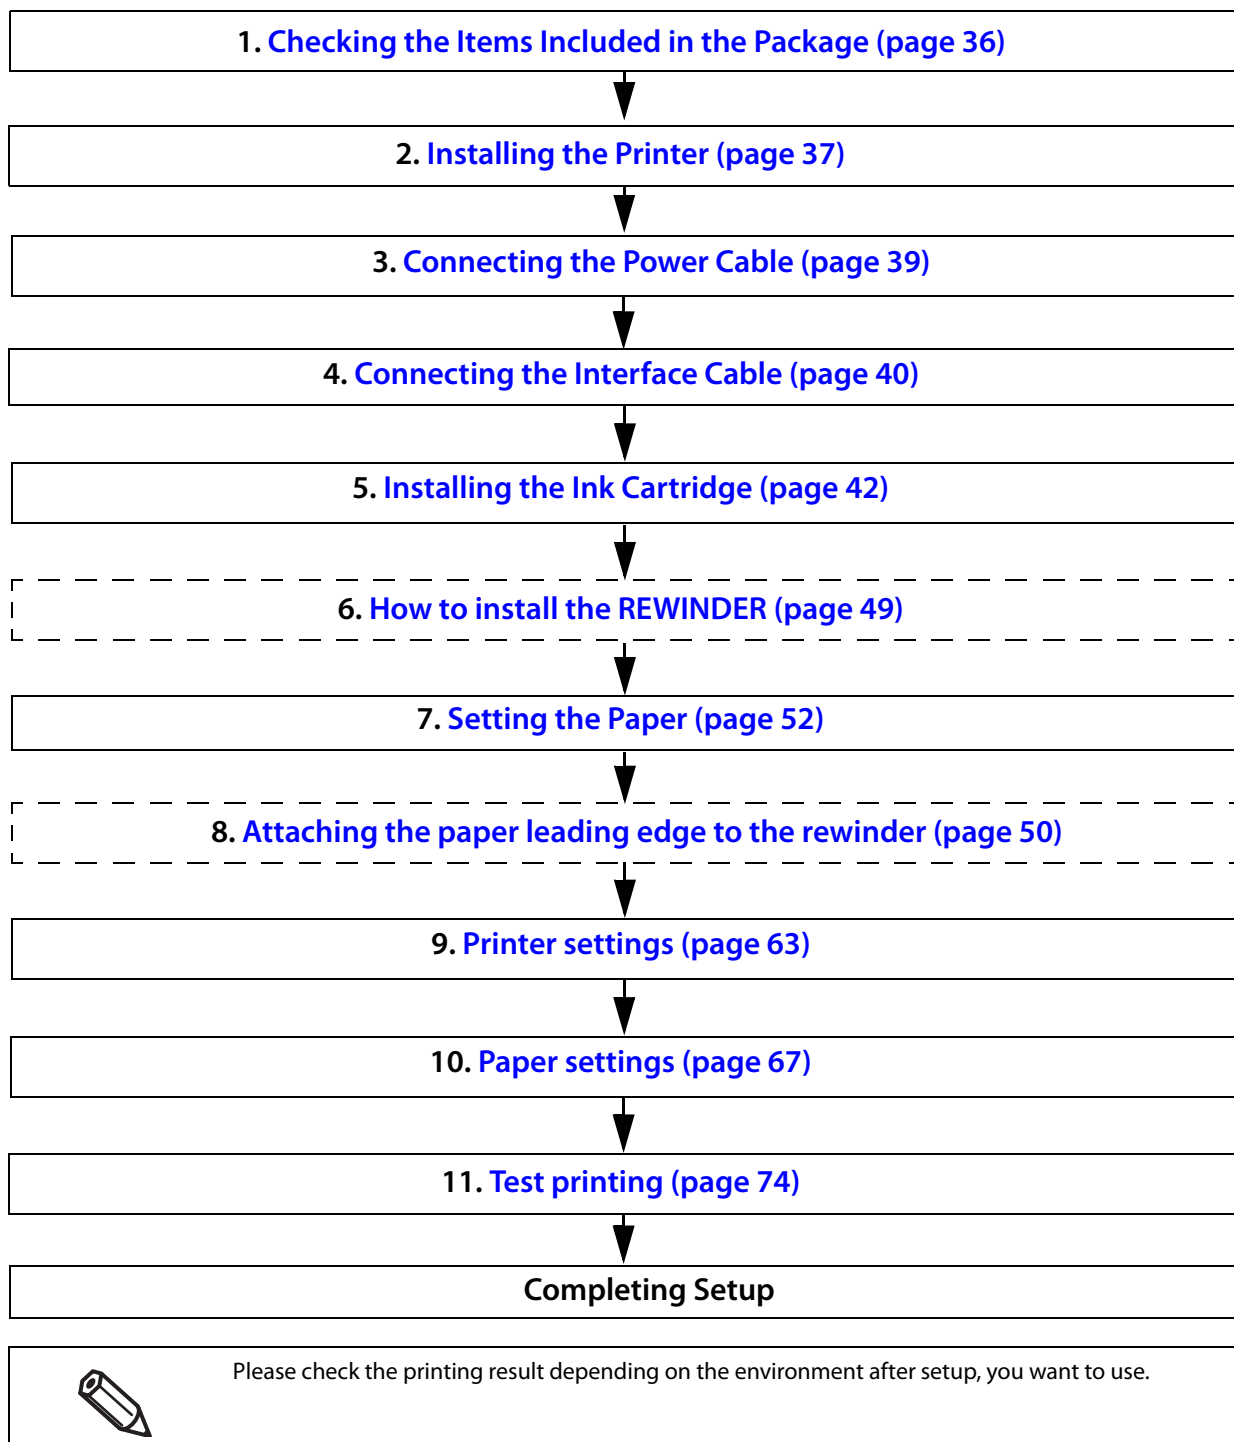 1. Checking the Items Included in the Package (page 36)
2. Installing the Printer (page 37)
3. Connecting the Power Cable (page 39)
4. Connecting the Interface Cable (page 40)
5. Installing the Ink Cartridge (page 42)
6. How to install the REWINDER (page 49)
7. Setting the Paper (page 52)
8. Attaching the paper leading edge to the rewinder (page 50)
9. Printer settings (page 63)
10. Paper settings (page 67)
11. Test printing (page 74)
Completing Setup
Please check the printing result depending on the environment after setup, you want to use.